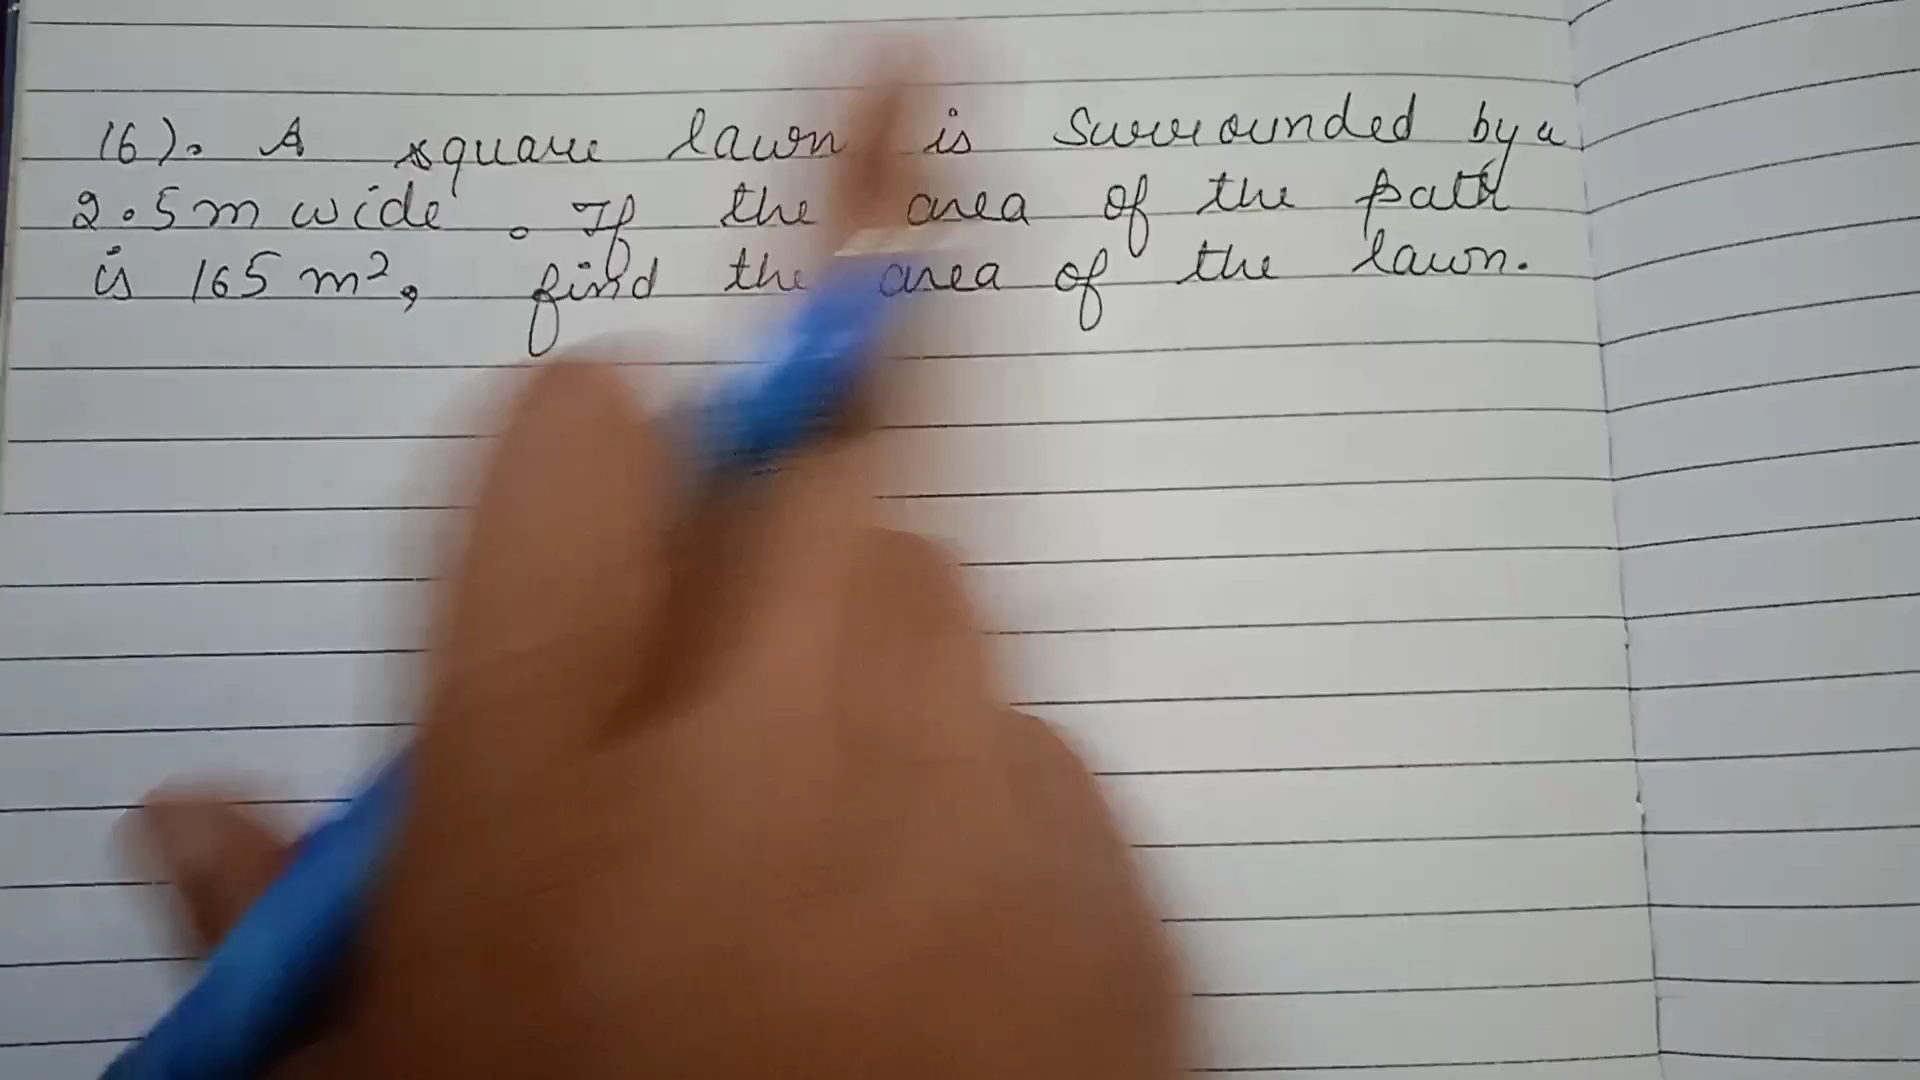 16). A square lawn is surrounded by a
2.5m wide . If the area of the path
is 165 m², find the area of the lawn.